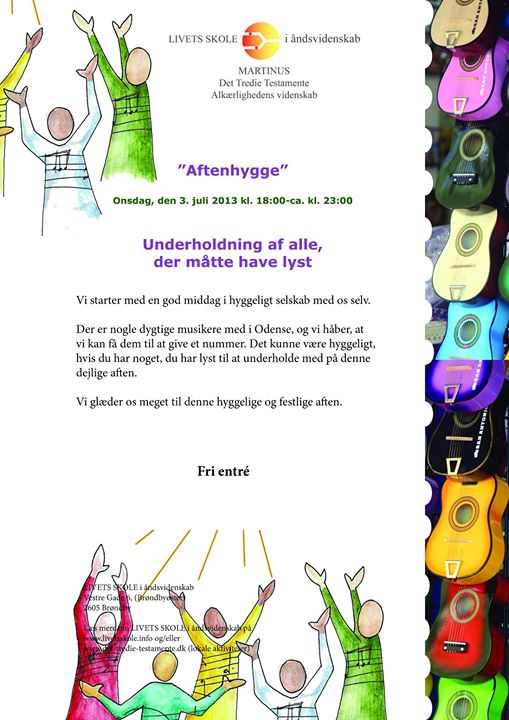 LIVETS SKOLE i åndsvidenskab
MARTINUS
Det Tredie Testamente
Alkærlighedens videnskab
”Aftenhygge”
Onsdag, den 3. juli 2013 kl. 18:00-ca. kl. 23:00
Underholdning af alle,
der måtte have lyst
Vi starter med en god middag i hyggeligt selskab med os selv.
Der er nogle dygtige musikere med i Odense, og vi håber, at
vi kan få dem til at give et nummer. Det kunne være hyggeligt,
hvis du har noget, du har lyst til at underholde med på denne
dejlige aften.
Vi glæder os meget til denne hyggelige og festlige aften.
Fri entré
LIVETS SKOLE i åndsvidenskab
Vestre Gade 6, (Brøndbyøster)
2605 Brøndby
Læs mere om LIVETS SKOLE i åndsvidenskab på
www.livetsskole.info og/eller
www.det-tredie-testamente.dk (lokale aktiviteter)